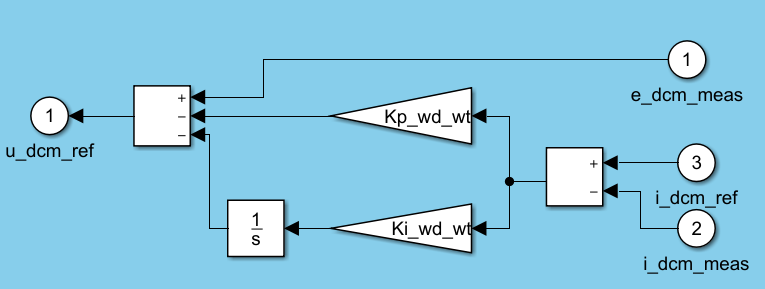 1
e_dcm_meas
+
−
−
1
u_dcm_ref
Kp_wd_wt
+
−
3
i_dcm_ref
1
s
Ki_wd_wt
2
i_dcm_meas